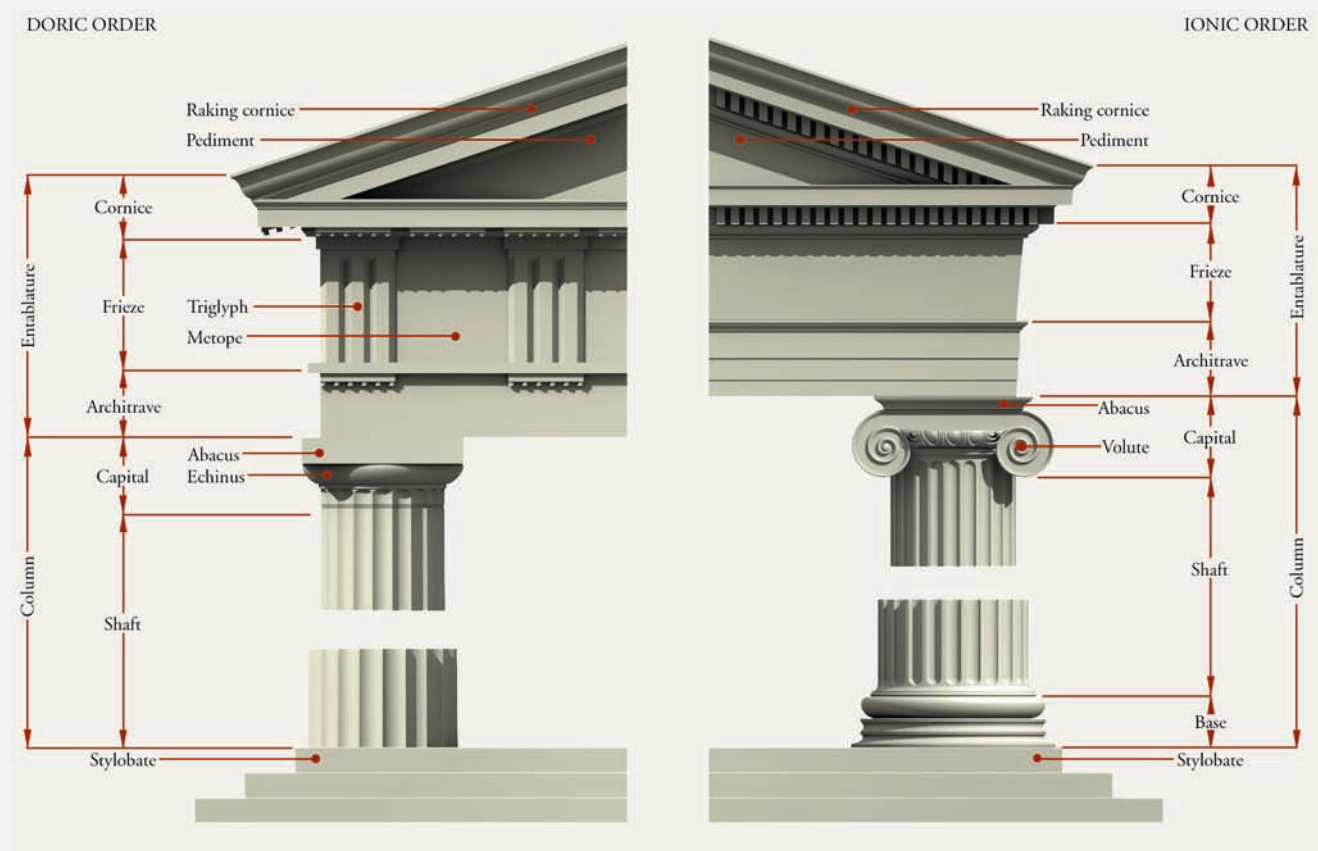 DORIC ORDER
Raking cornice
Pediment
Cornice
Entablature
Frieze
Triglyph
Metope
Architrave
Abacus
Echinus
Capital
Column
Shaft
Stylobate
IONIC ORDER
Raking cornice
Pediment
Cornice
Entablature
Frieze
Architrave
Abacus
Capital
Volute
Shaft
Column
Base
Stylobate